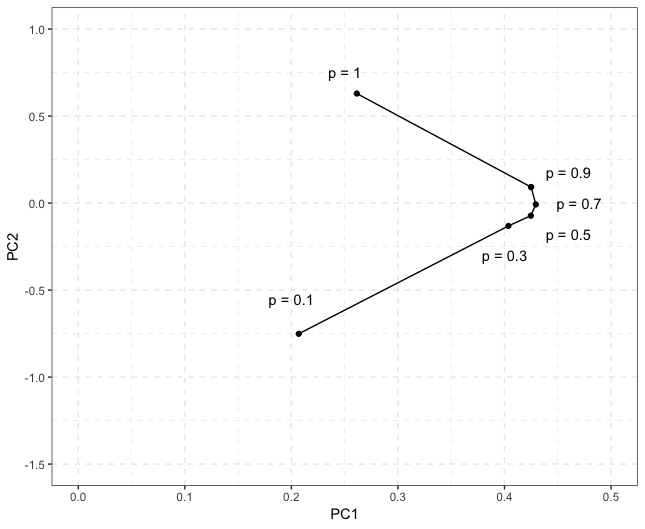 1.0
p = 1
0.5
p = 0.9
0.0
p = 0.7
p = 0.5
p = 0.3
-0.5
p = 0.1
-1.0
-1.5
PC2
0.0 0.1 0.2 0.3 0.4 0.5
PC1